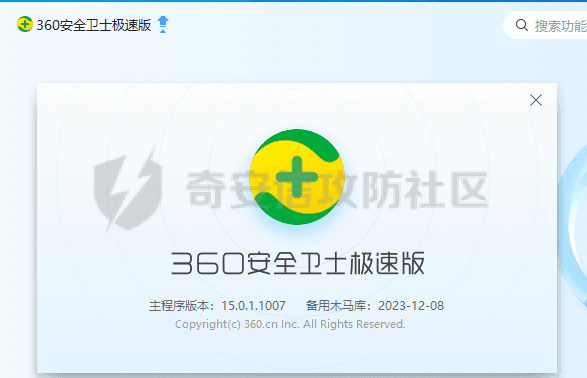 360安全卫士极速版
搜索功能
奇安信攻防社区
360安全卫士极速版
主程序版本：15.0.1.1007 备用木马库：2023-12-08
Copyright(c) 360.cn Inc. All Rights Reserved.